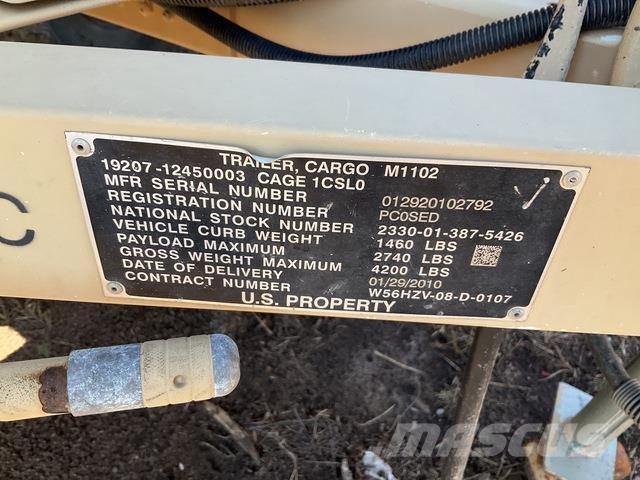 TRAILER, CARGO M1102
19207-12450003 CAGE 1CSL0
MFR SERIAL NUMBER 012920102792
REGISTRATION NUMBER PC0SED
NATIONAL STOCK NUMBER 2330-01-387-5426
VEHICLE CURB WEIGHT 1460 LBS
PAYLOAD MAXIMUM 2740 LBS
GROSS WEIGHT MAXIMUM 4200 LBS
DATE OF DELIVERY 01/29/2010
CONTRACT NUMBER W56HZV-08-D-0107
U.S. PROPERTY
C
MASCUS